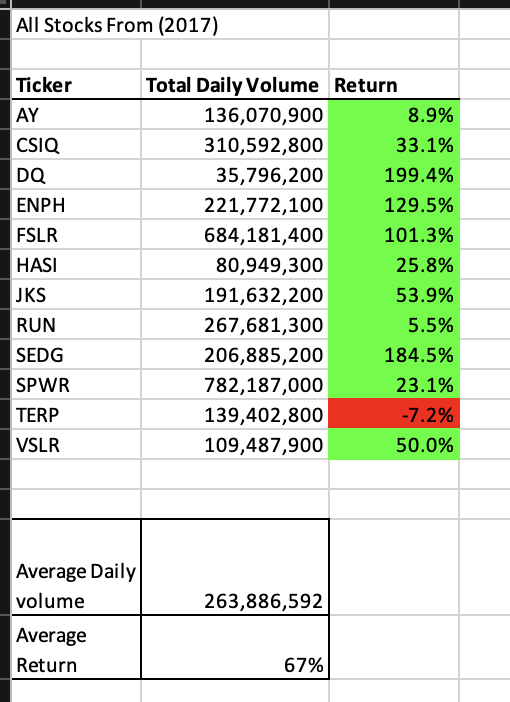 All Stocks From (2017)
Ticker Total Daily Volume Return
AY 136,070,900 8.9%
CSIQ 310,592,800 33.1%
DQ 35,796,200 199.4%
ENPH 221,772,100 129.5%
FSLR 684,181,400 101.3%
HASI 80,949,300 25.8%
JKS 191,632,200 53.9%
RUN 267,681,300 5.5%
SEDG 206,885,200 184.5%
SPWR 782,187,000 23.1%
TERP 139,402,800 -7.2%
VSLR 109,487,900 50.0%
Average Daily
volume 263,886,592
Average
Return 67%